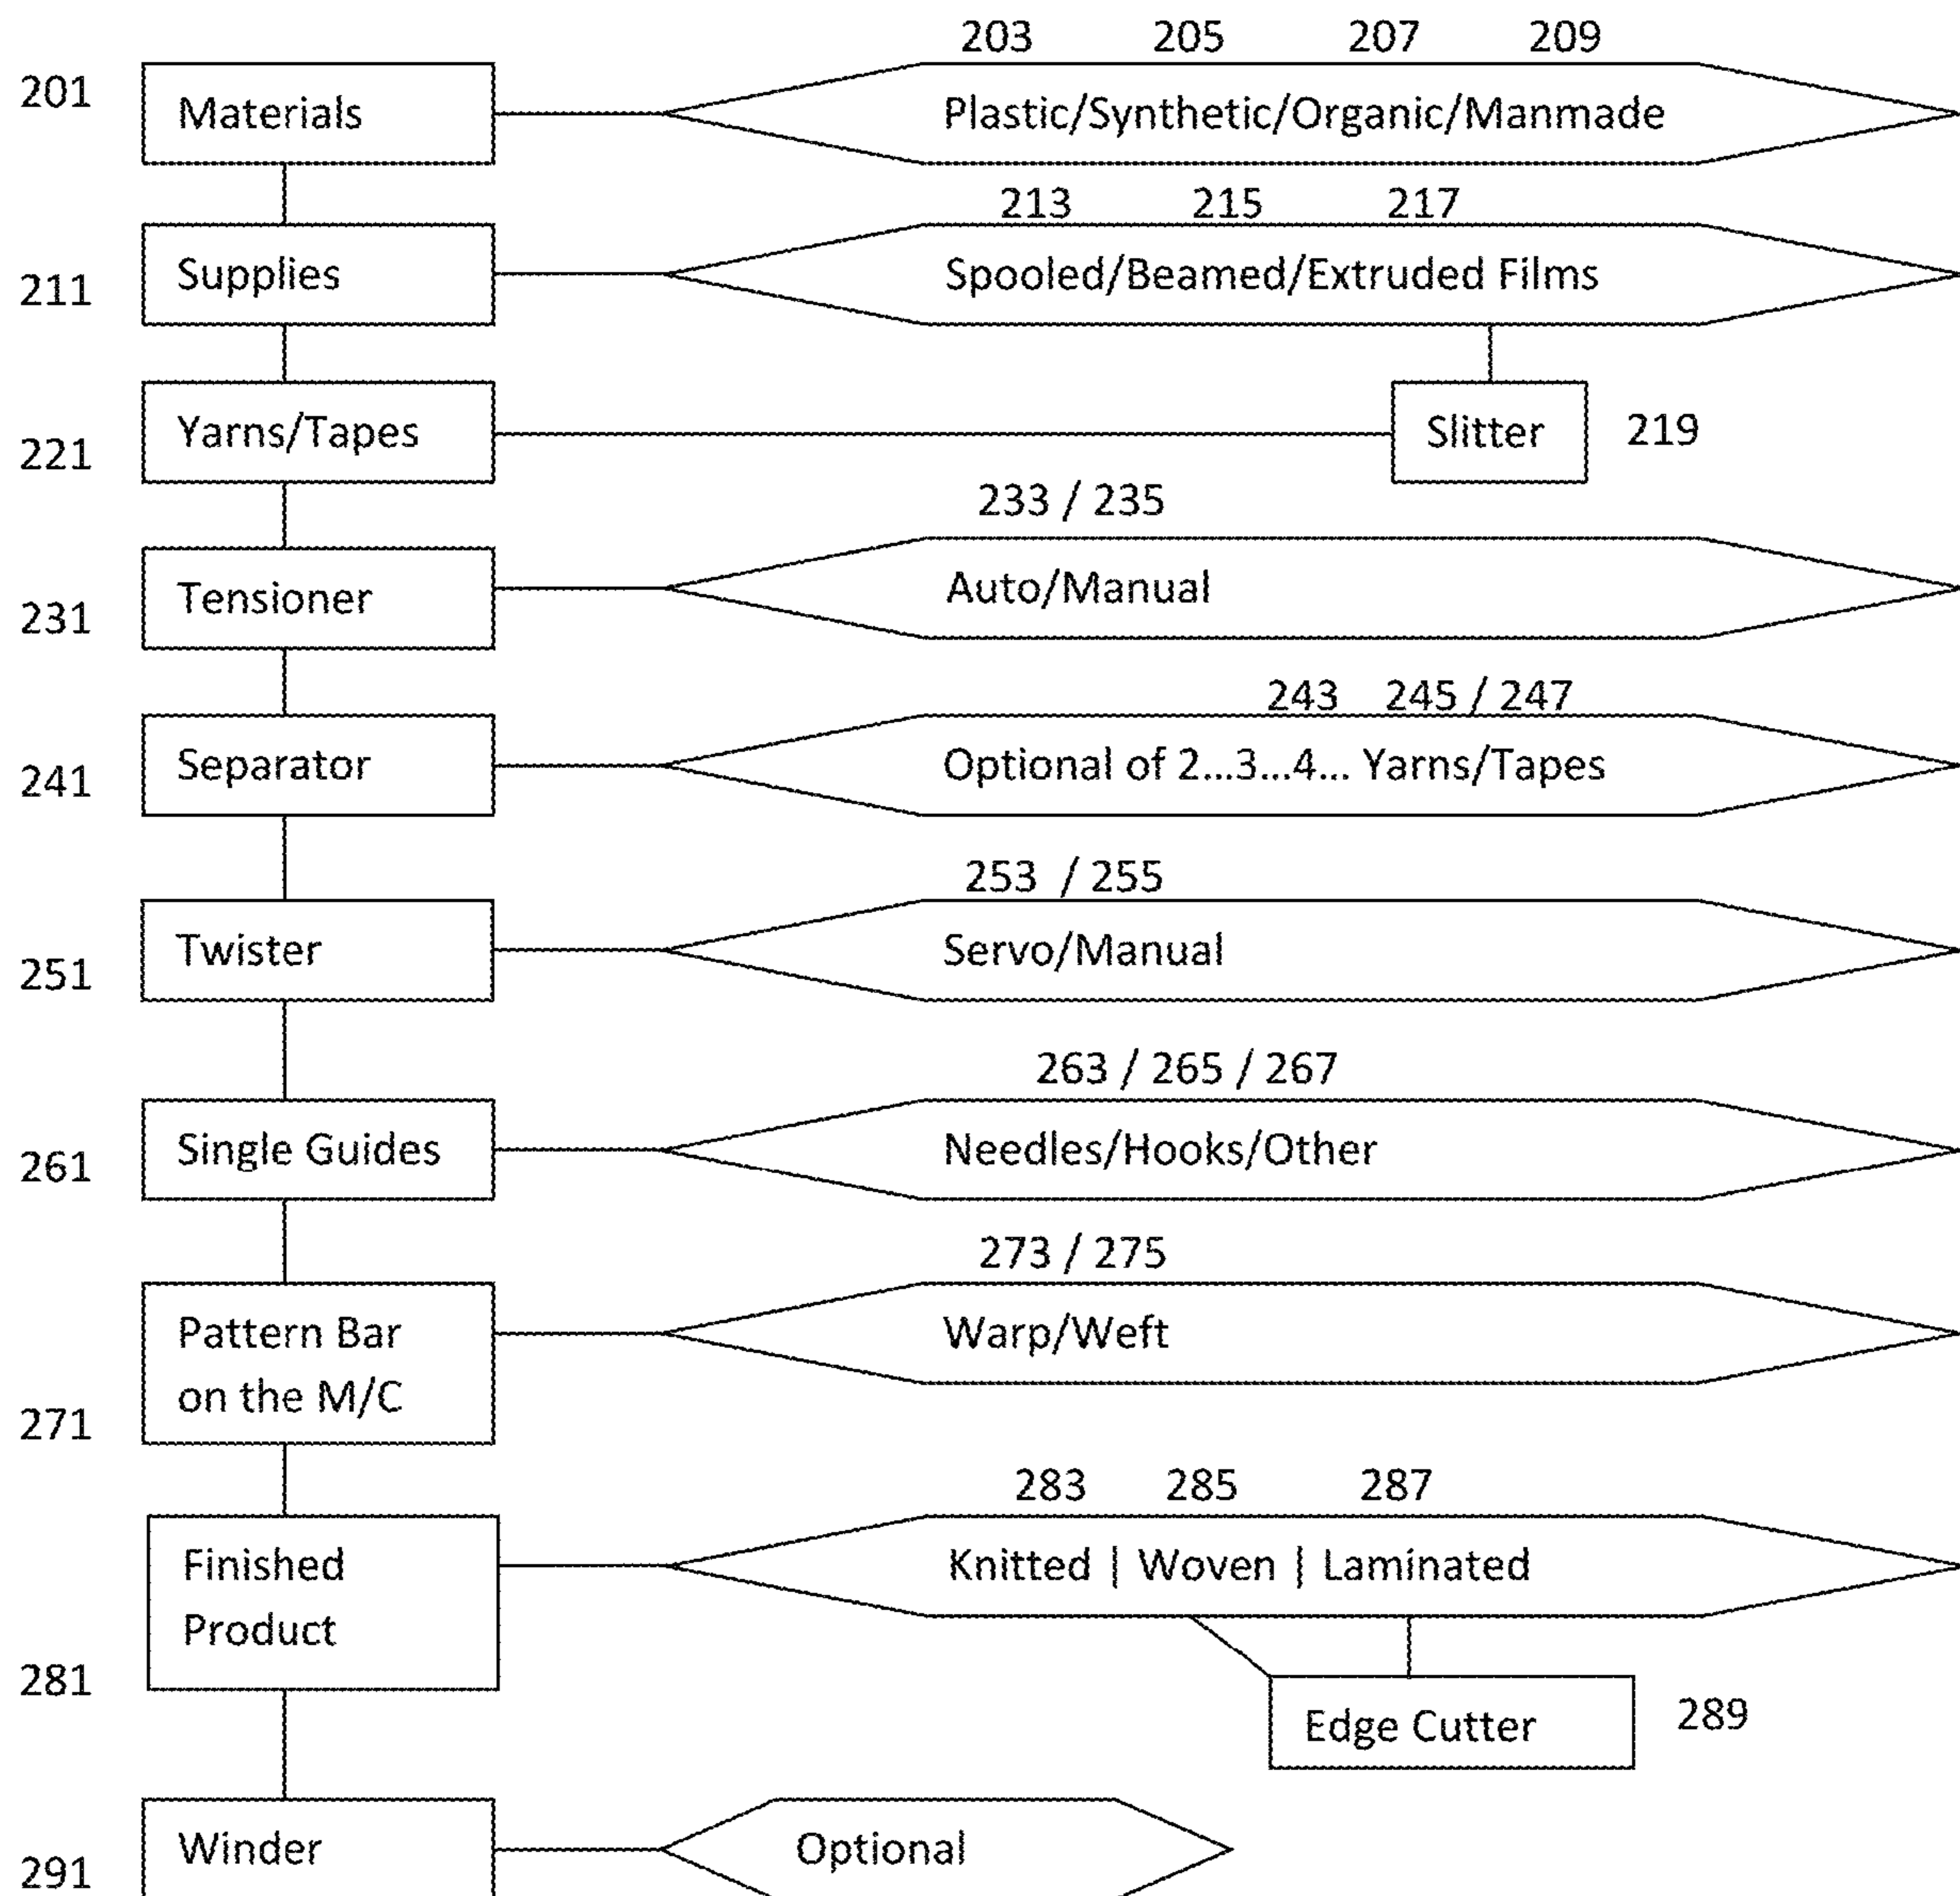 203 205 207 209
201 Materials Plastic/Synthetic/Organic/Manmade
213 215 217
211 Supplies Spooled/Beamed/Extruded Films
221 Yarns/Tapes Slitter 219
233 / 235
231 Tensioner Auto/Manual
243 245 / 247
241 Separator Optional of 2...3...4... Yarns/Tapes
253 / 255
251 Twister Servo/Manual
263 / 265 / 267
261 Single Guides Needles/Hooks/Other
273 / 275
Pattern Bar Warp/Weft
on the M/C
271
283 285 287
Finished Knitted | Woven | Laminated
Product
281
Edge Cutter 289
291 Winder Optional